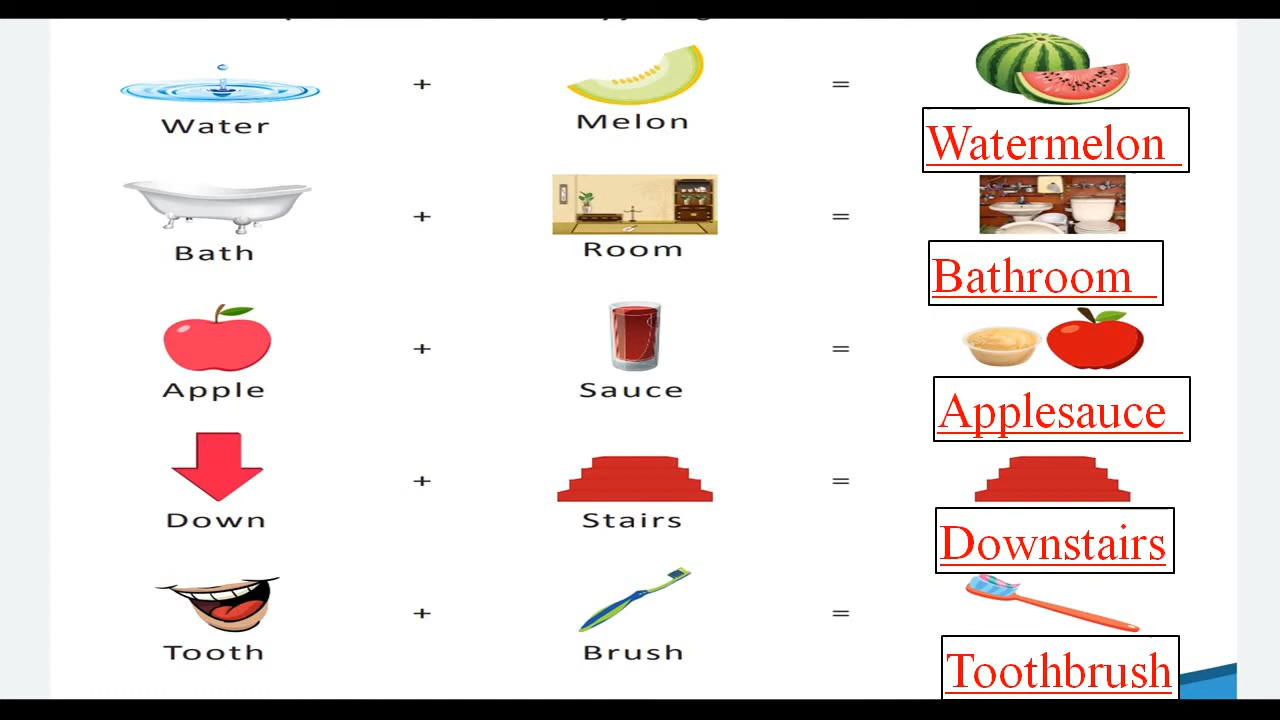 Water + Melon = Watermelon
Bath + Room = Bathroom
Apple + Sauce = Applesauce
Down + Stairs = Downstairs
Tooth + Brush = Toothbrush